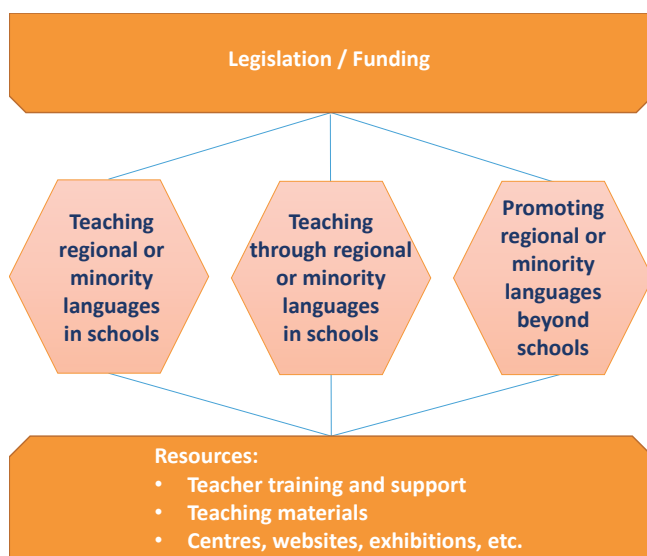 Legislation / Funding
Teaching
regional or
minority
languages
in schools
Teaching
through regional
or minority
languages
in schools
Promoting
regional or
minority
languages
beyond
schools
Resources:
• Teacher training and support
• Teaching materials
• Centres, websites, exhibitions, etc.